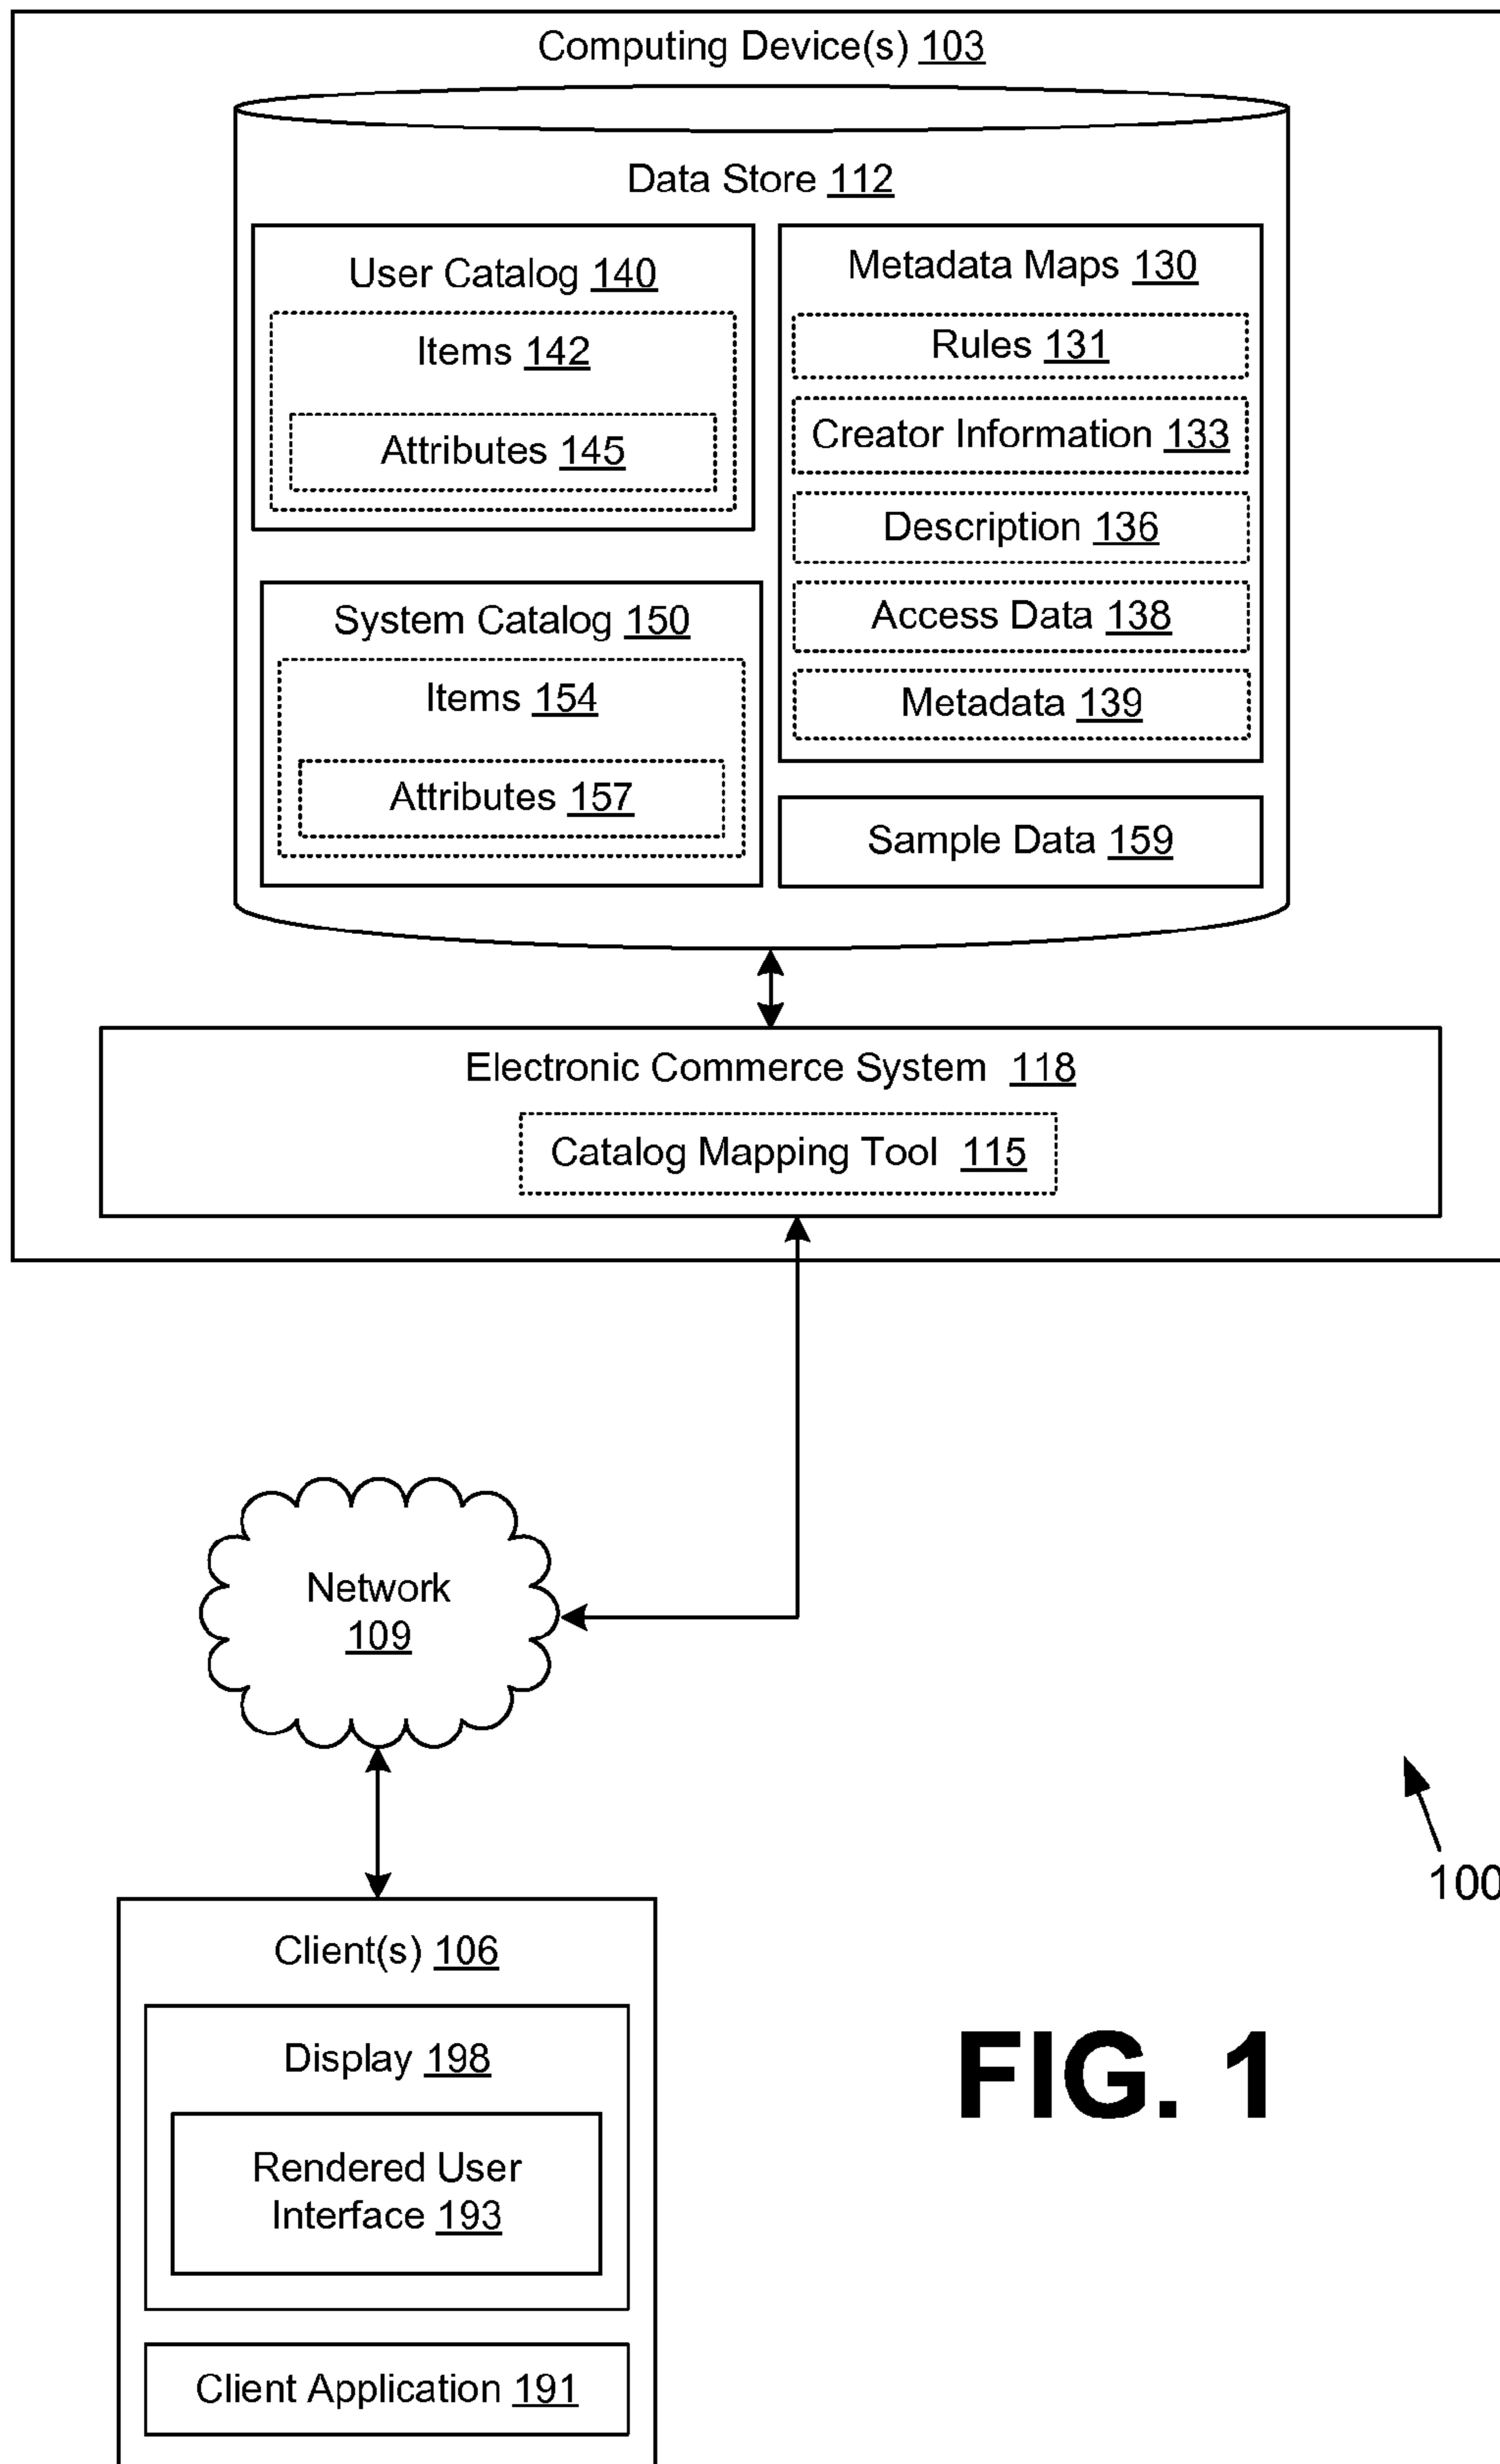 Computing Device(s) 103
Data Store 112
User Catalog 140
Items 142
Attributes 145
System Catalog 150
Items 154
Attributes 157
Metadata Maps 130
Rules 131
Creator Information 133
Description 136
Access Data 138
Metadata 139
Sample Data 159
Electronic Commerce System 118
Catalog Mapping Tool 115
Network
109
100
Client(s) 106
Display 198
Rendered User
Interface 193
Client Application 191
FIG. 1